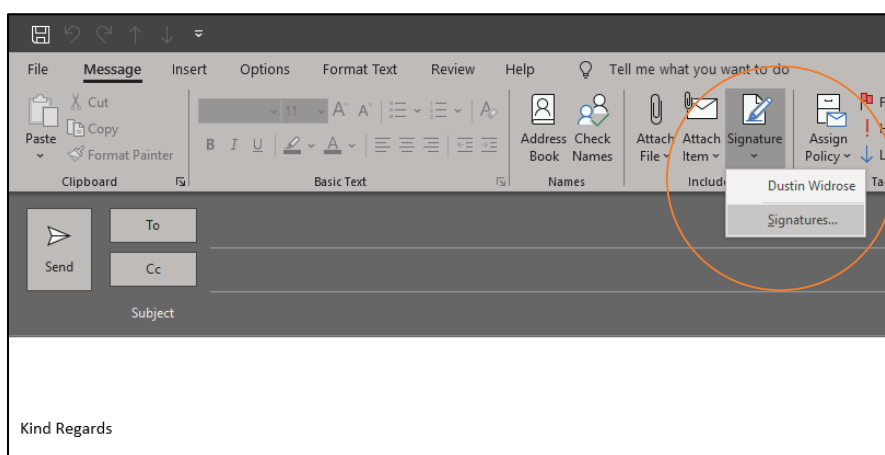 File Message Insert Options Format Text Review Help Tell me what you want to do
Cut
Copy
Paste
Format Painter
Clipboard
11
B I U
Basic Text
Address Book
Check Names
Names
Attach File
Attach Item
Signature
Include
Assign Policy
Dustin Widrose
Signatures...
Send
To
Cc
Subject
Kind Regards